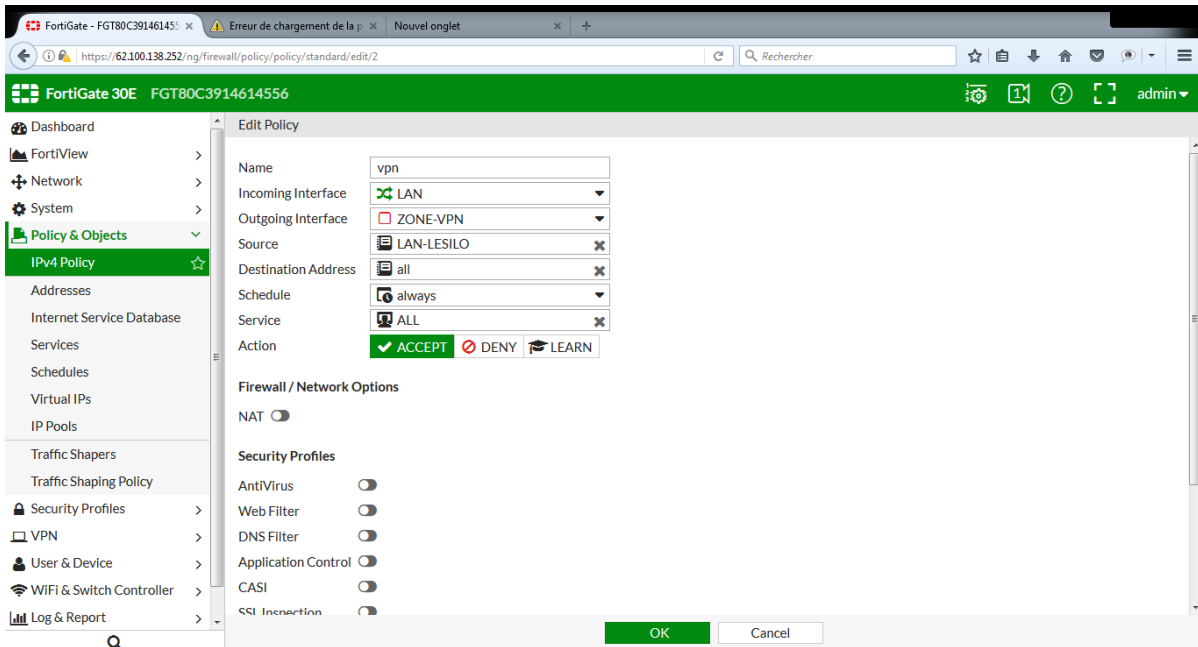 FortiGate - FGT80C39146145
Erreur de chargement de la p
Nouvel onglet
https://62.100.138.252/ng/firewall/policy/policy/standard/edit/2
Rechercher
FortiGate 30E FGT80C3914614556
1
admin
Dashboard
FortiView
Network
System
Policy & Objects
IPv4 Policy
Addresses
Internet Service Database
Services
Schedules
Virtual IPs
IP Pools
Traffic Shapers
Traffic Shaping Policy
Security Profiles
VPN
User & Device
WiFi & Switch Controller
Log & Report
Edit Policy
Name vpn
Incoming Interface LAN
Outgoing Interface ZONE-VPN
Source LAN-LESILO
Destination Address all
Schedule always
Service ALL
Action ACCEPT DENY LEARN
Firewall / Network Options
NAT
Security Profiles
AntiVirus
Web Filter
DNS Filter
Application Control
CASI
SSL Inspection
OK Cancel